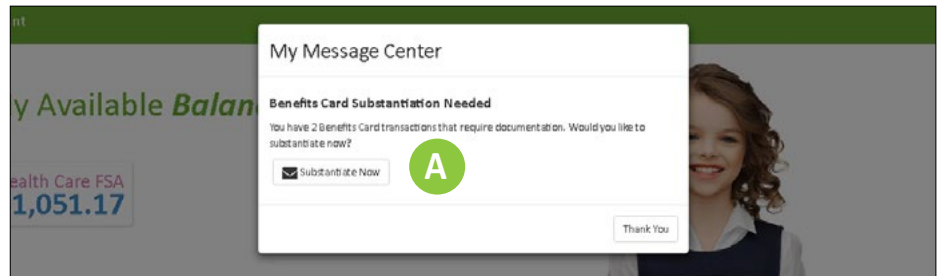 nt
My Message Center
y Available Balan
Benefits Card Substantiation Needed
You have 2 Benefits Card transactions that require documentation. Would you like to
substantiate now?
Substantiate Now
A
ealth Care FSA
1,051.17
Thank You